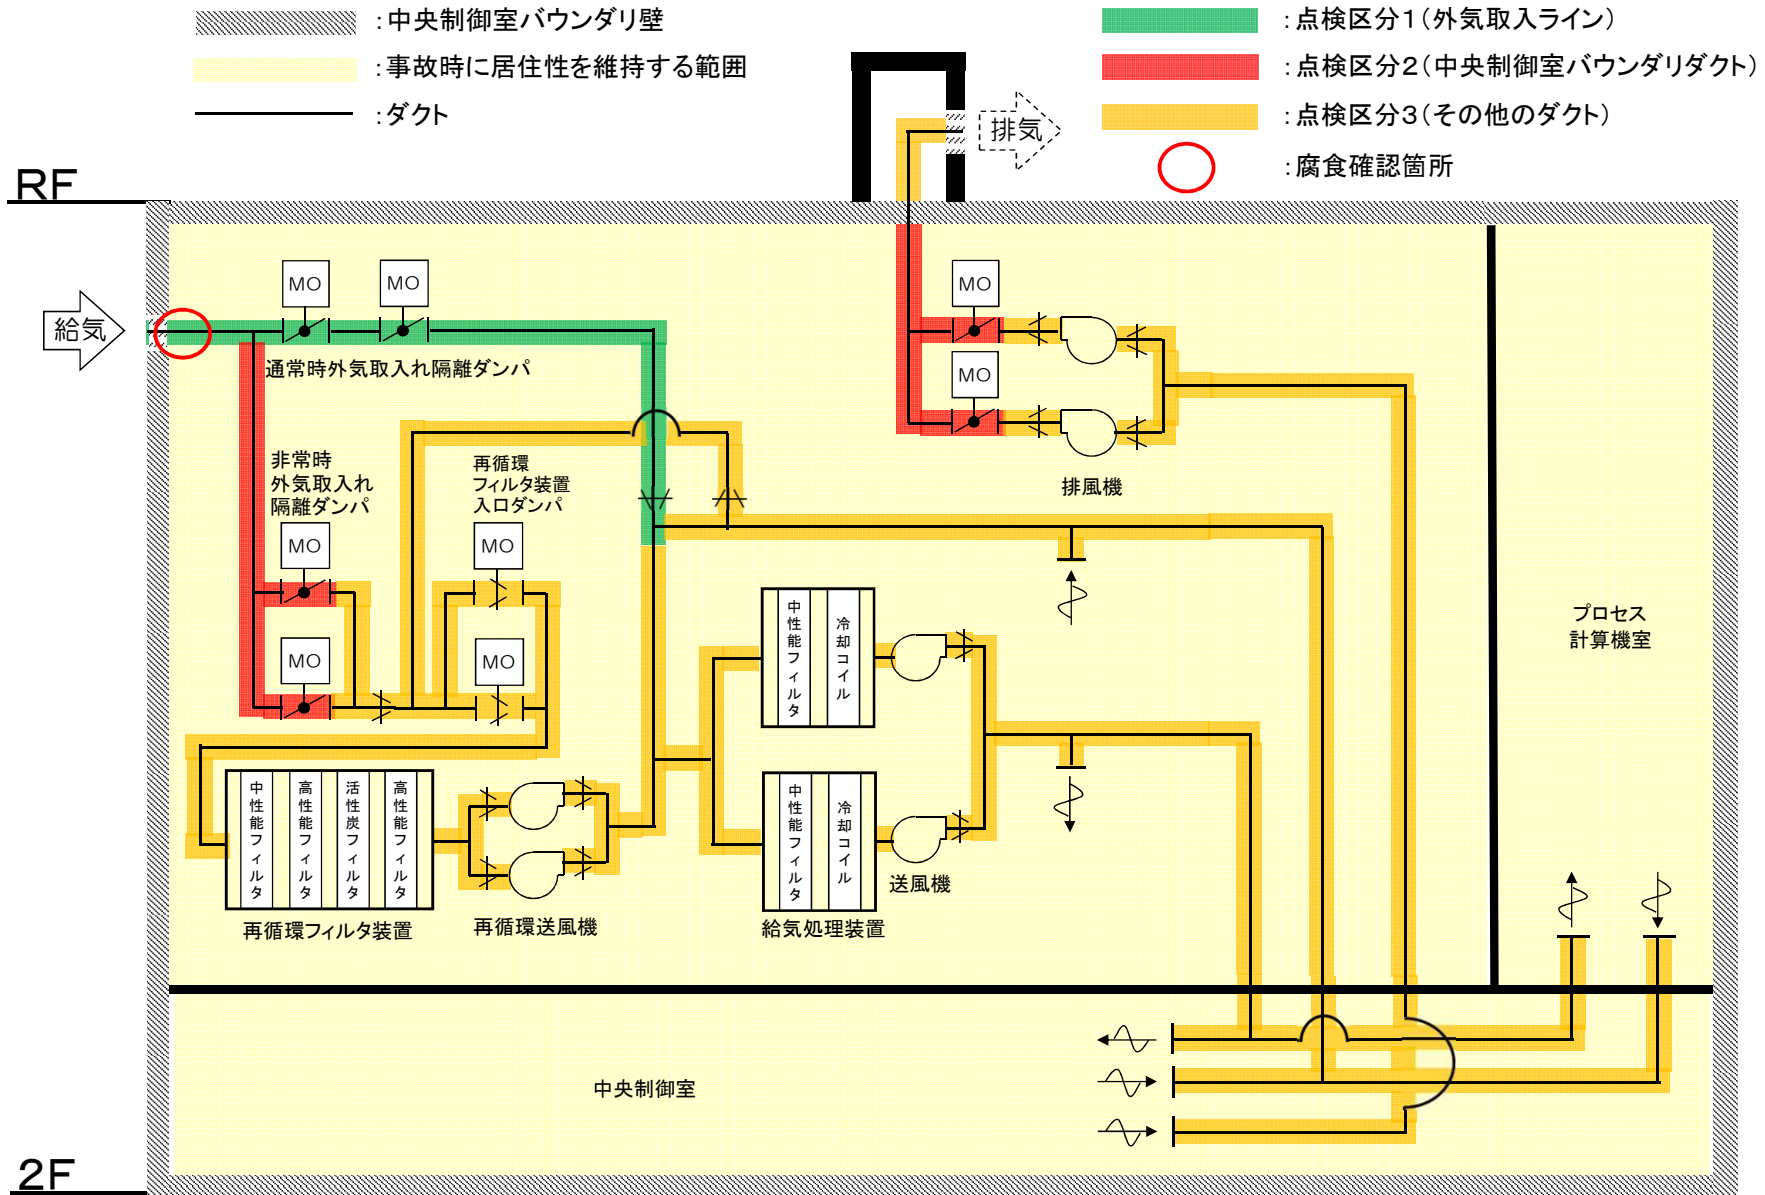 ：中央制御室バウンダリ壁
：事故時に居住性を維持する範囲
：ダクト
：点検区分１（外気取入ライン）
：点検区分２（中央制御室バウンダリダクト）
：点検区分３（その他のダクト）
：腐食確認箇所
排気
RF
給気
MO
MO
通常時外気取入れ隔離ダンパ
MO
MO
排風機
非常時
外気取入れ
隔離ダンパ
MO
MO
再循環
フィルタ装置
入口ダンパ
MO
MO
中性能フィルタ
冷却コイル
中性能フィルタ
冷却コイル
送風機
給気処理装置
プロセス
計算機室
中性能フィルタ
高性能フィルタ
活性炭フィルタ
高性能フィルタ
再循環フィルタ装置
再循環送風機
中央制御室
2F